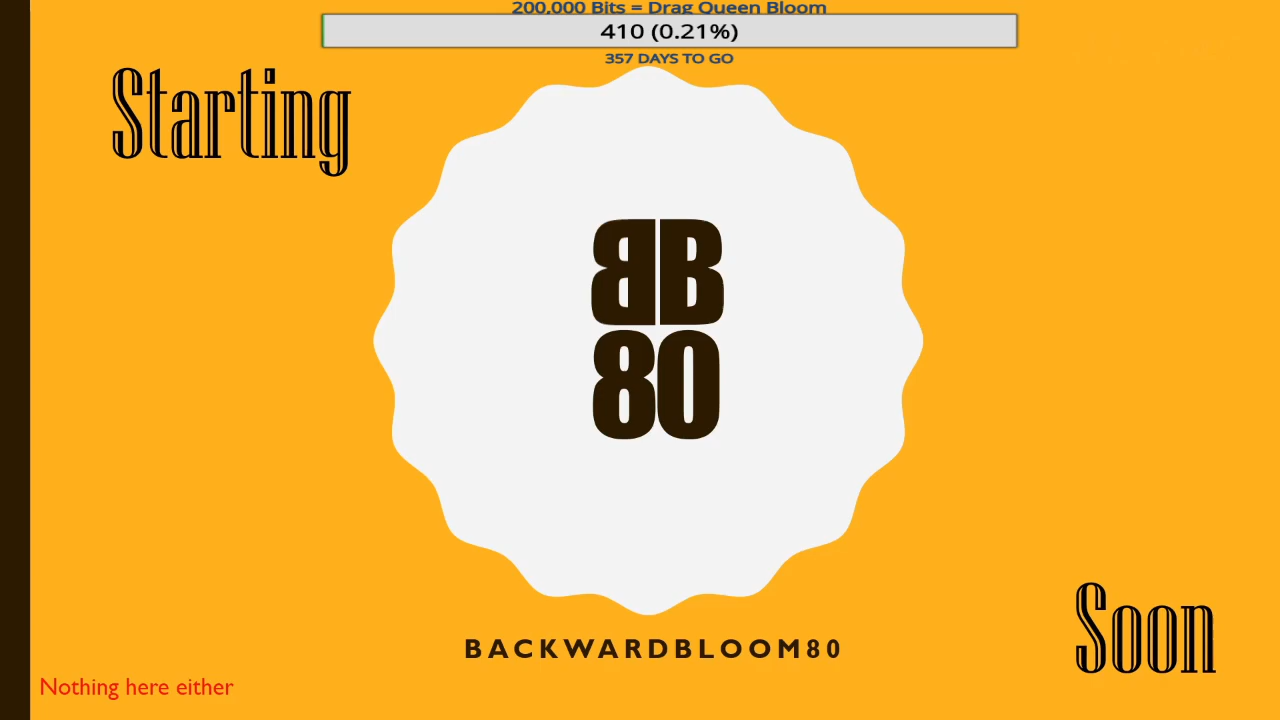 200,000 Bits = Drag Queen Bloom
410 (0.21%)
357 DAYS TO GO
Starting
BB
80
BACKWARDBLOOM80
Soon
Nothing here either